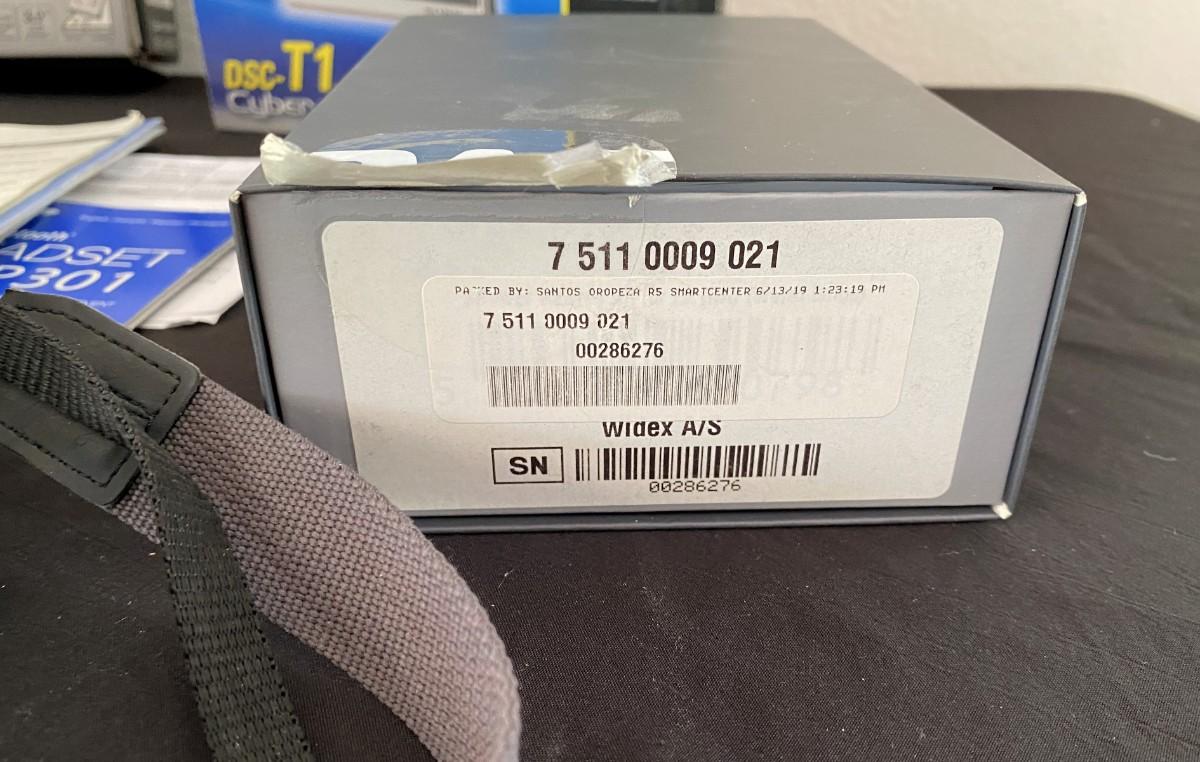 DSC-T1
Cyber
ADSET
301
7 511 0009 021
PACKED BY: SANTOS OROPEZA R5 SMARTCENTER 6/13/19 1:23:19 PM
7 511 0009 021
00286276
Widex A/S
SN
00286276